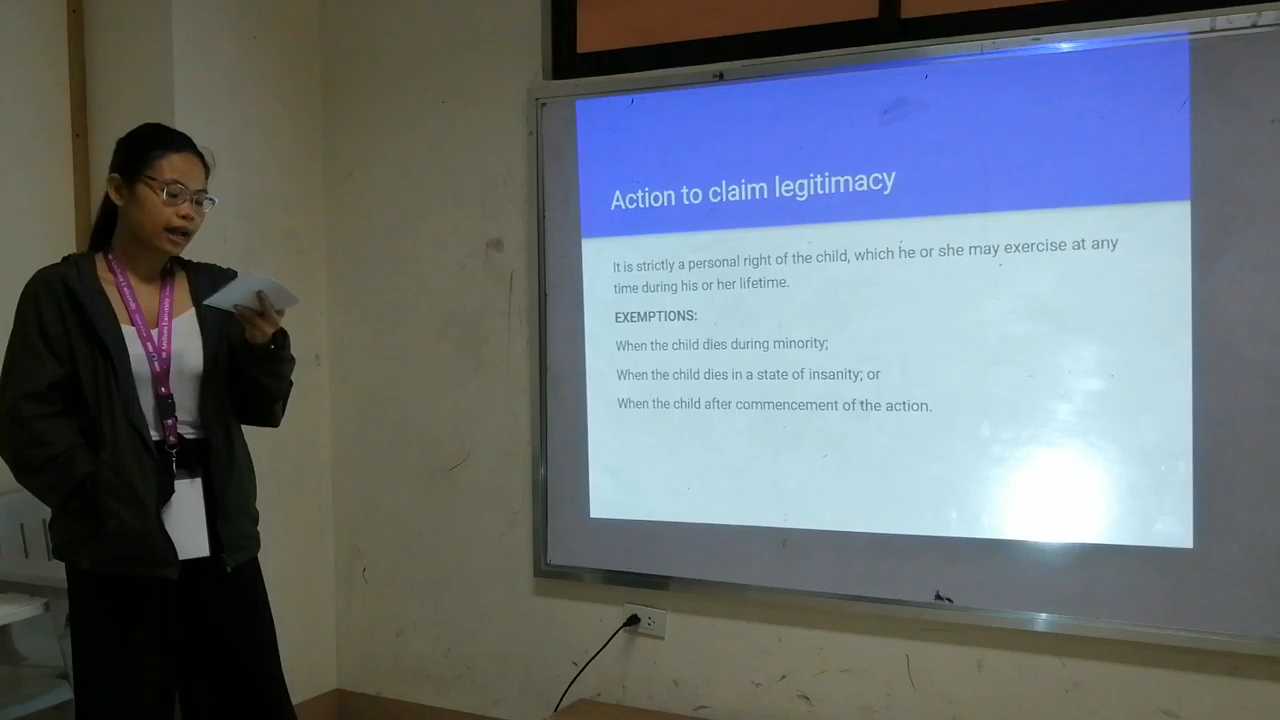 Action to claim legitimacy
It is strictly a personal right of the child, which he or she may exercise at any
time during his or her lifetime.
EXEMPTIONS:
When the child dies during minority;
When the child dies in a state of insanity; or
When the child after commencement of the action.
University